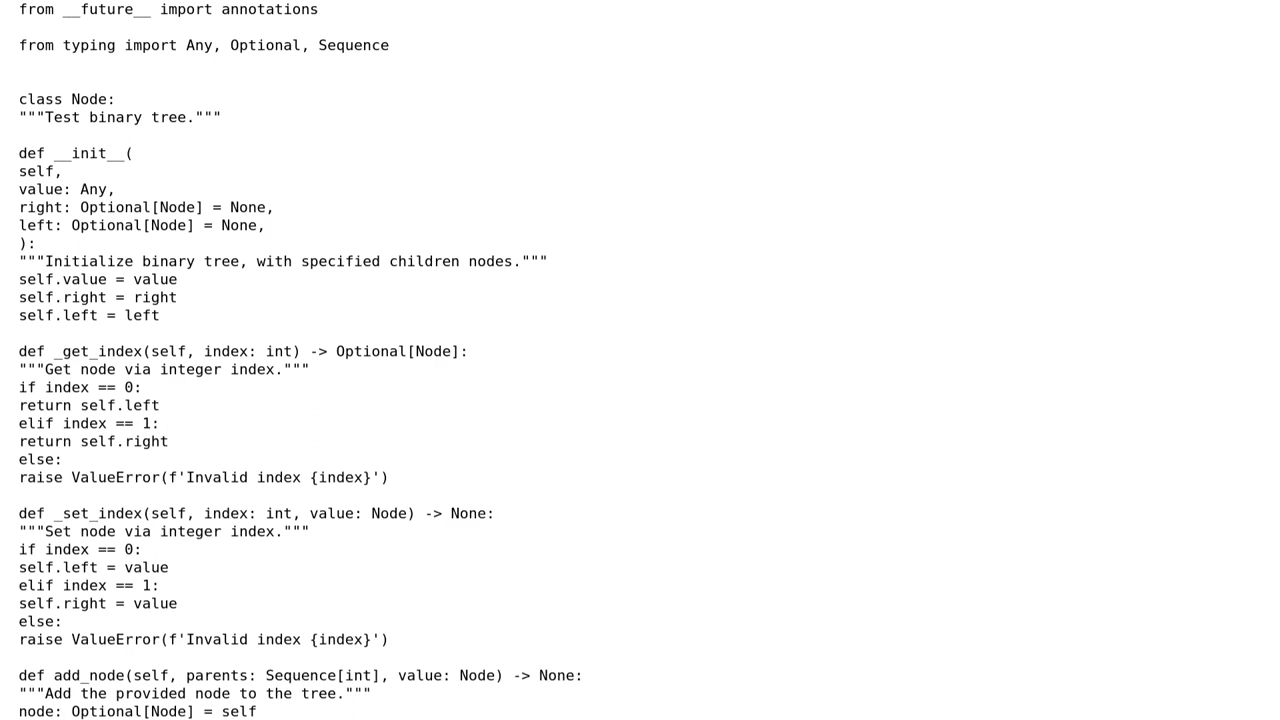 from __future__ import annotations

from typing import Any, Optional, Sequence


class Node:
"""Test binary tree."""

def __init__(
self,
value: Any,
right: Optional[Node] = None,
left: Optional[Node] = None,
):
"""Initialize binary tree, with specified children nodes."""
self.value = value
self.right = right
self.left = left

def _get_index(self, index: int) -> Optional[Node]:
"""Get node via integer index."""
if index == 0:
return self.left
elif index == 1:
return self.right
else:
raise ValueError(f'Invalid index {index}')

def _set_index(self, index: int, value: Node) -> None:
"""Set node via integer index."""
if index == 0:
self.left = value
elif index == 1:
self.right = value
else:
raise ValueError(f'Invalid index {index}')

def add_node(self, parents: Sequence[int], value: Node) -> None:
"""Add the provided node to the tree."""
node: Optional[Node] = self